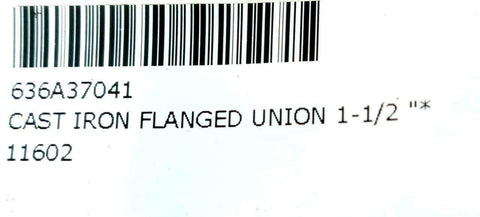 636A37041
CAST IRON FLANGED UNION 1-1/2 "*
11602